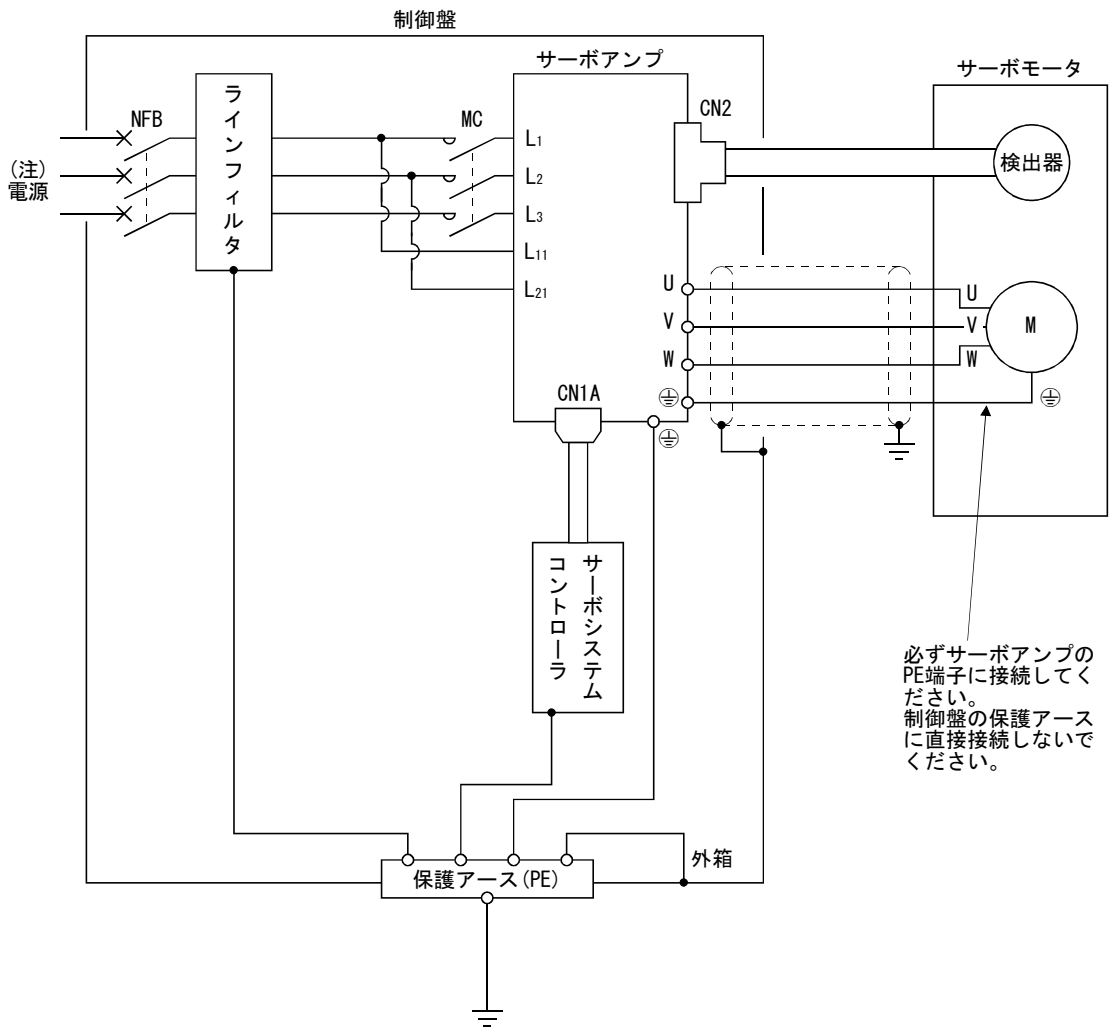 制御盤
サーボアンプ
サーボモータ
ラインフィルタ
NFB
MC
CN2
(注)
電源
L1
L2
L3
L11
L21
検出器
U
V
W
U
V
W
M
CN1A
サーボシステム
コントローラ
必ずサーボアンプの
PE端子に接続してく
ださい。
制御盤の保護アース
に直接接続しないで
ください。
外箱
保護アース(PE)